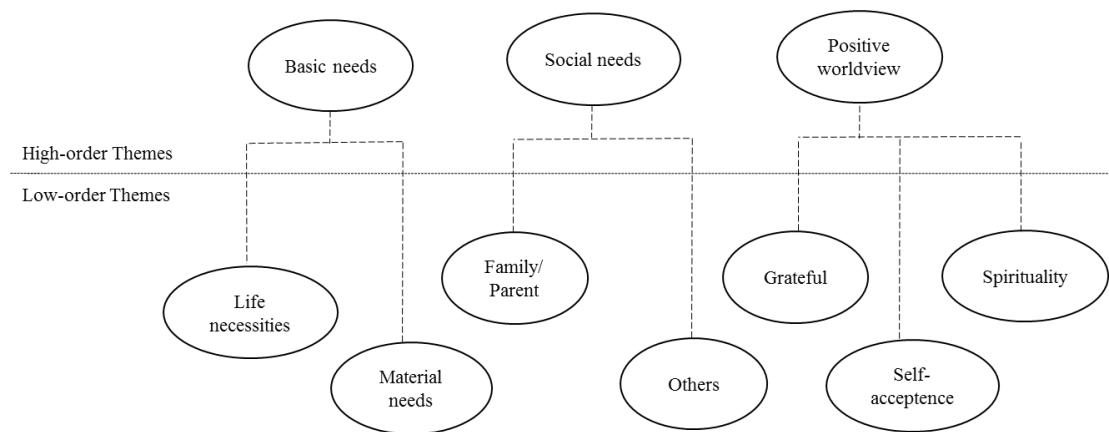 Basic needs
Social needs
Positive
worldview
High-order Themes
Low-order Themes
Life
necessities
Material
needs
Family/
Parent
Others
Grateful
Self-
acceptence
Spirituality